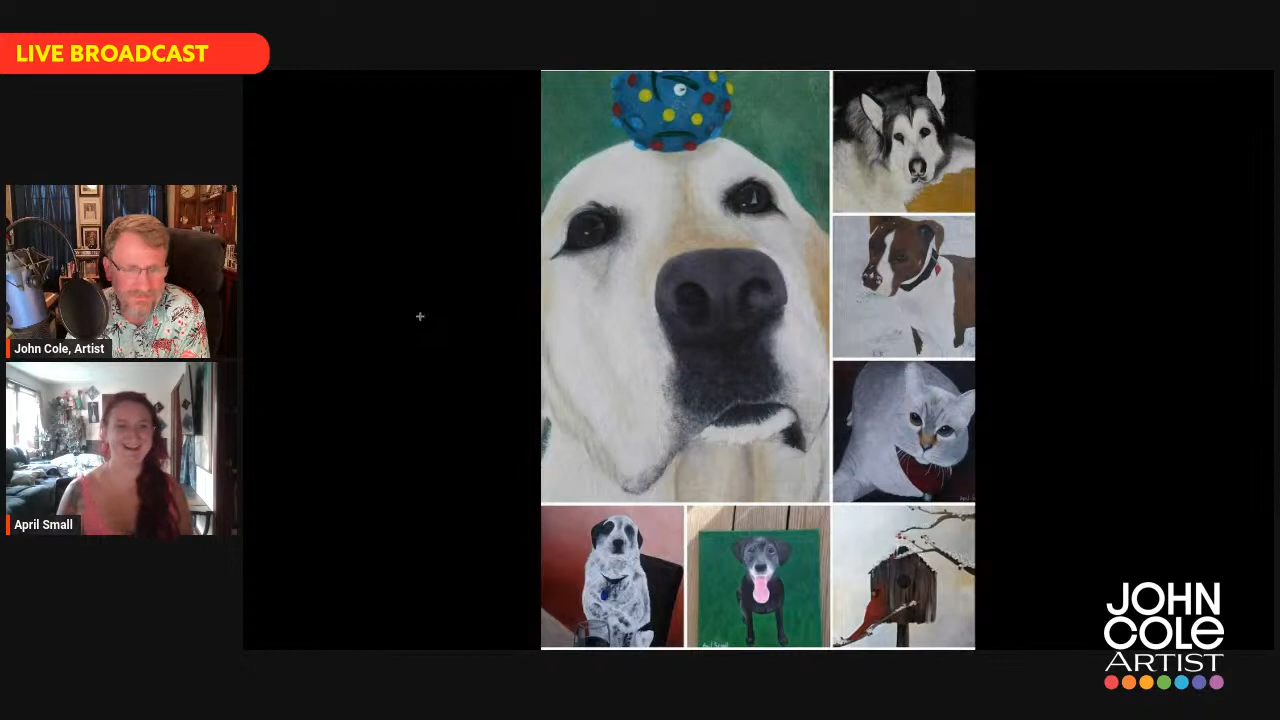 LIVE BROADCAST
John Cole, Artist
April Small
JOHN
COLE
ARTIST